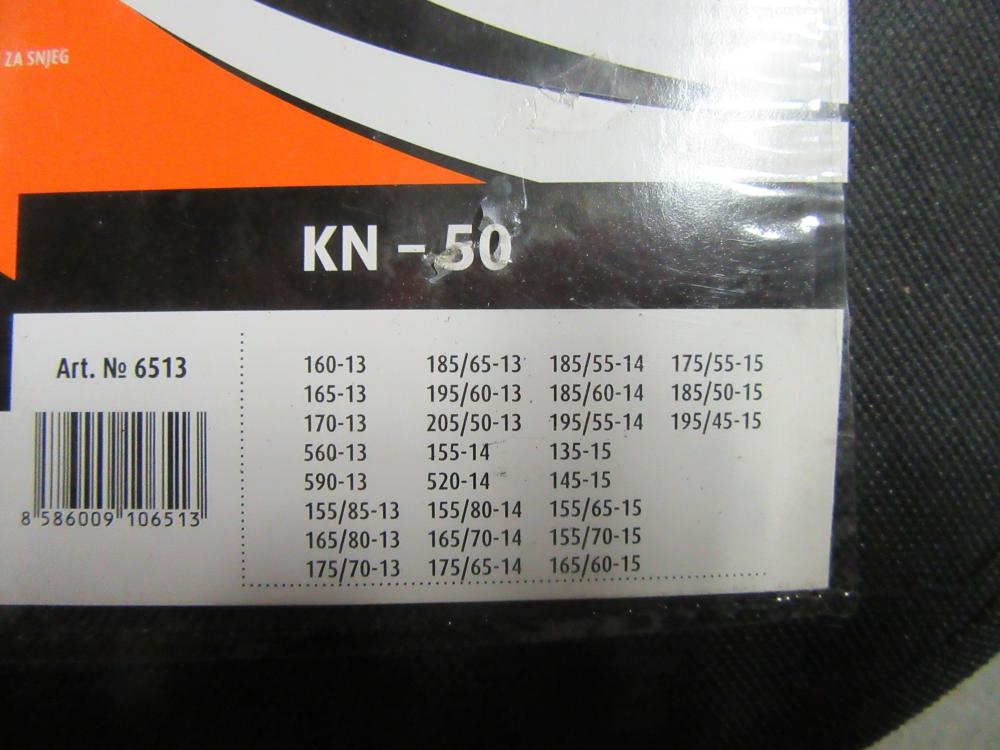 ZA SNJEG
KN – 50
Art. № 6513
8 586009 106513
160-13 185/65-13 185/55-14 175/55-15
165-13 195/60-13 185/60-14 185/50-15
170-13 205/50-13 195/55-14 195/45-15
560-13 155-14 135-15
590-13 520-14 145-15
155/85-13 155/80-14 155/65-15
165/80-13 165/70-14 155/70-15
175/70-13 175/65-14 165/60-15